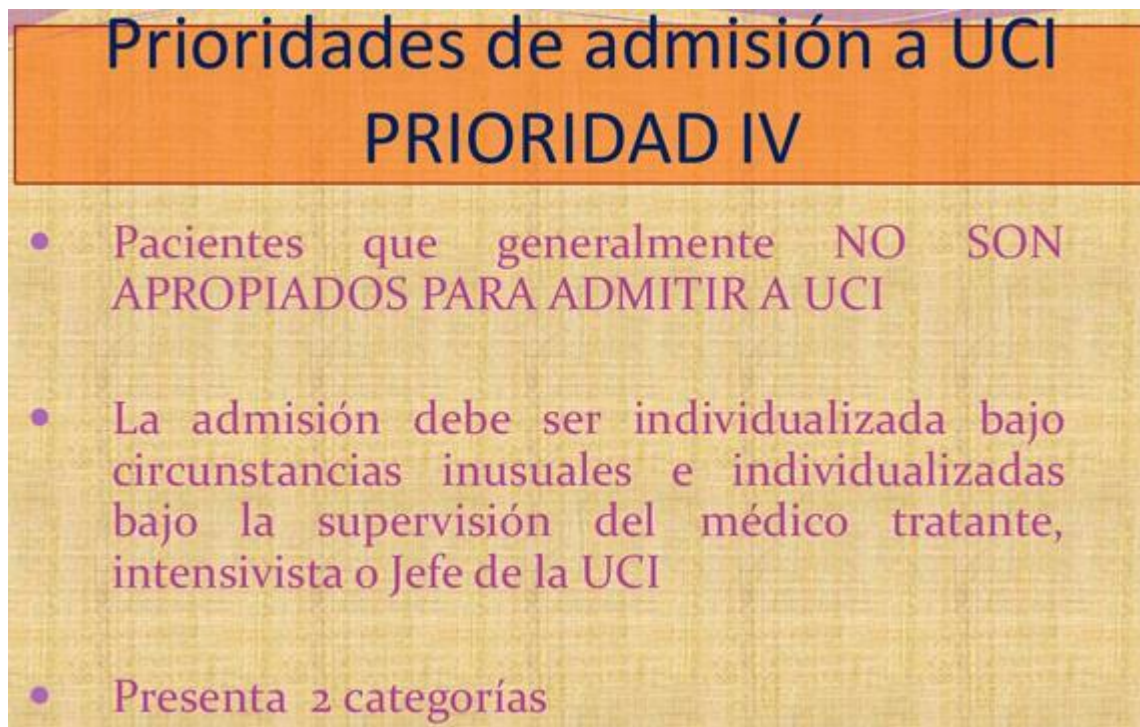 Prioridades de admisión a UCI
PRIORIDAD IV
• Pacientes que generalmente NO SON
APROPIADOS PARA ADMITIR A UCI
• La admisión debe ser individualizada bajo
circunstancias inusuales e individualizadas
bajo la supervisión del médico tratante,
intensivista o Jefe de la UCI
• Presenta 2 categorías